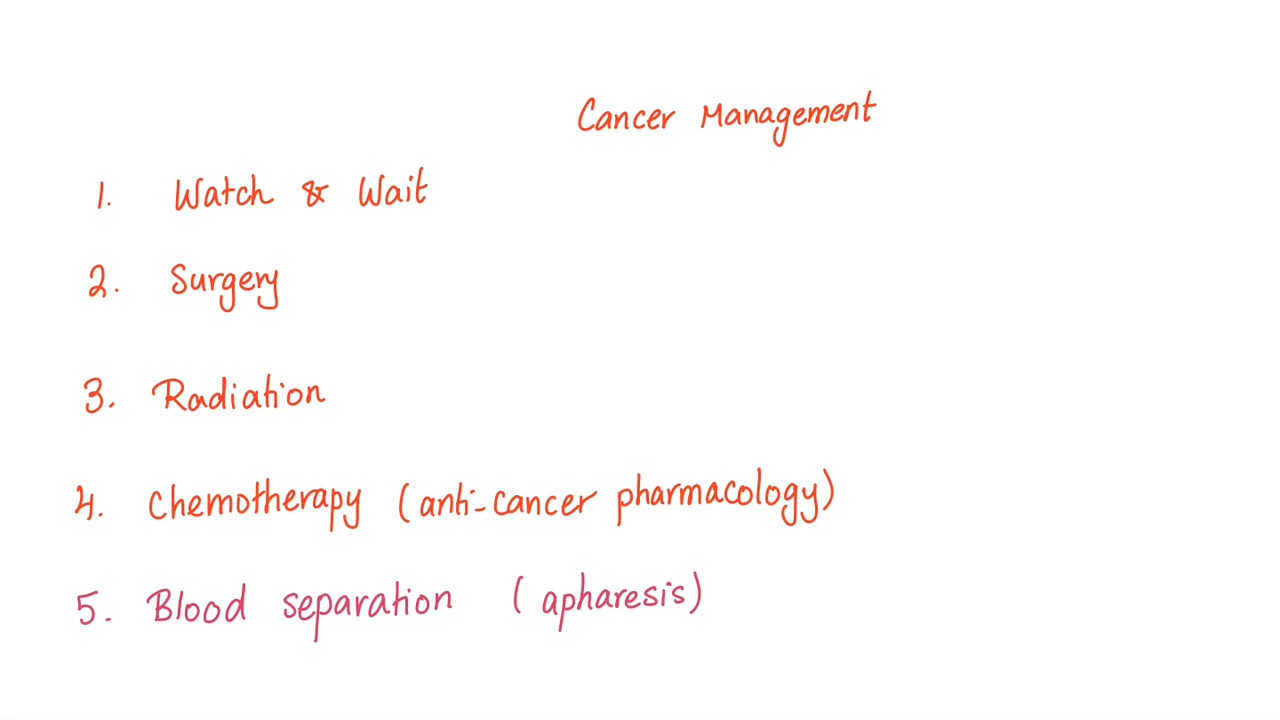 Cancer Management
1. Watch & Wait
2. Surgery
3. Radiation
4. Chemotherapy (anti-cancer pharmacology)
5. Blood separation (apharesis)